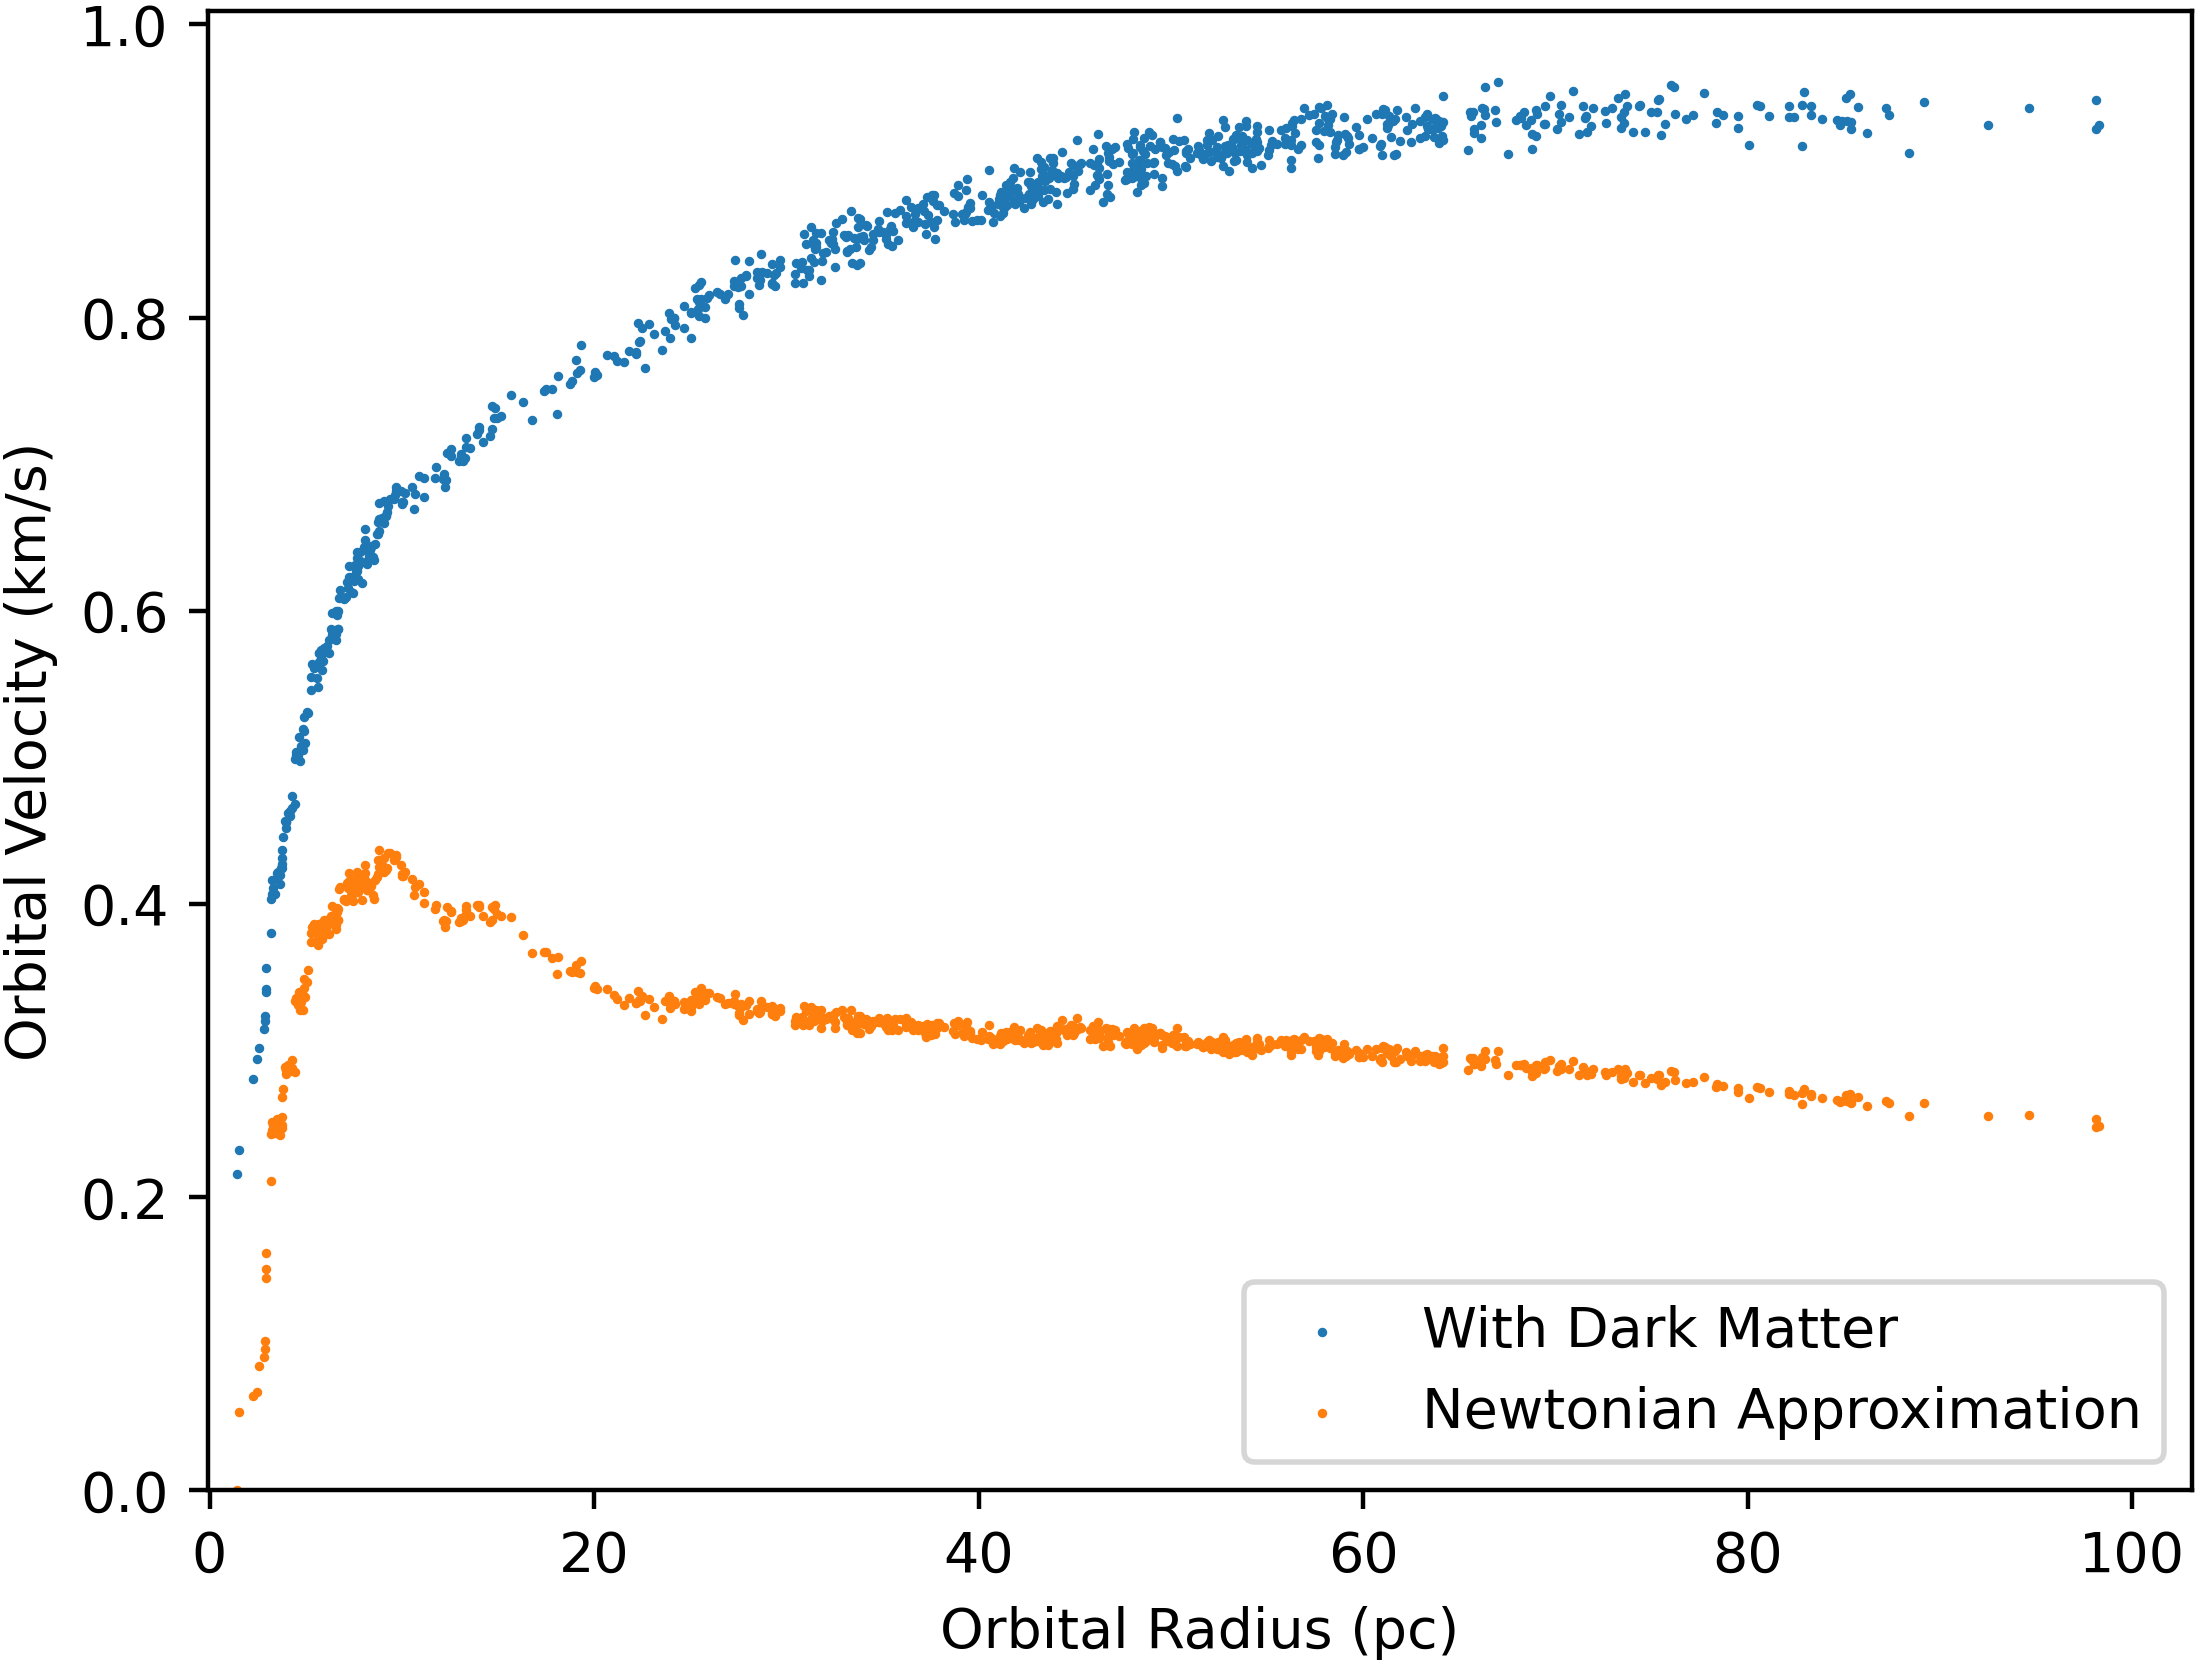 1.0
0.8
0.6
0.4
0.2
0.0
Orbital Velocity (km/s)
With Dark Matter
Newtonian Approximation
0 20 40 60 80 100
Orbital Radius (pc)